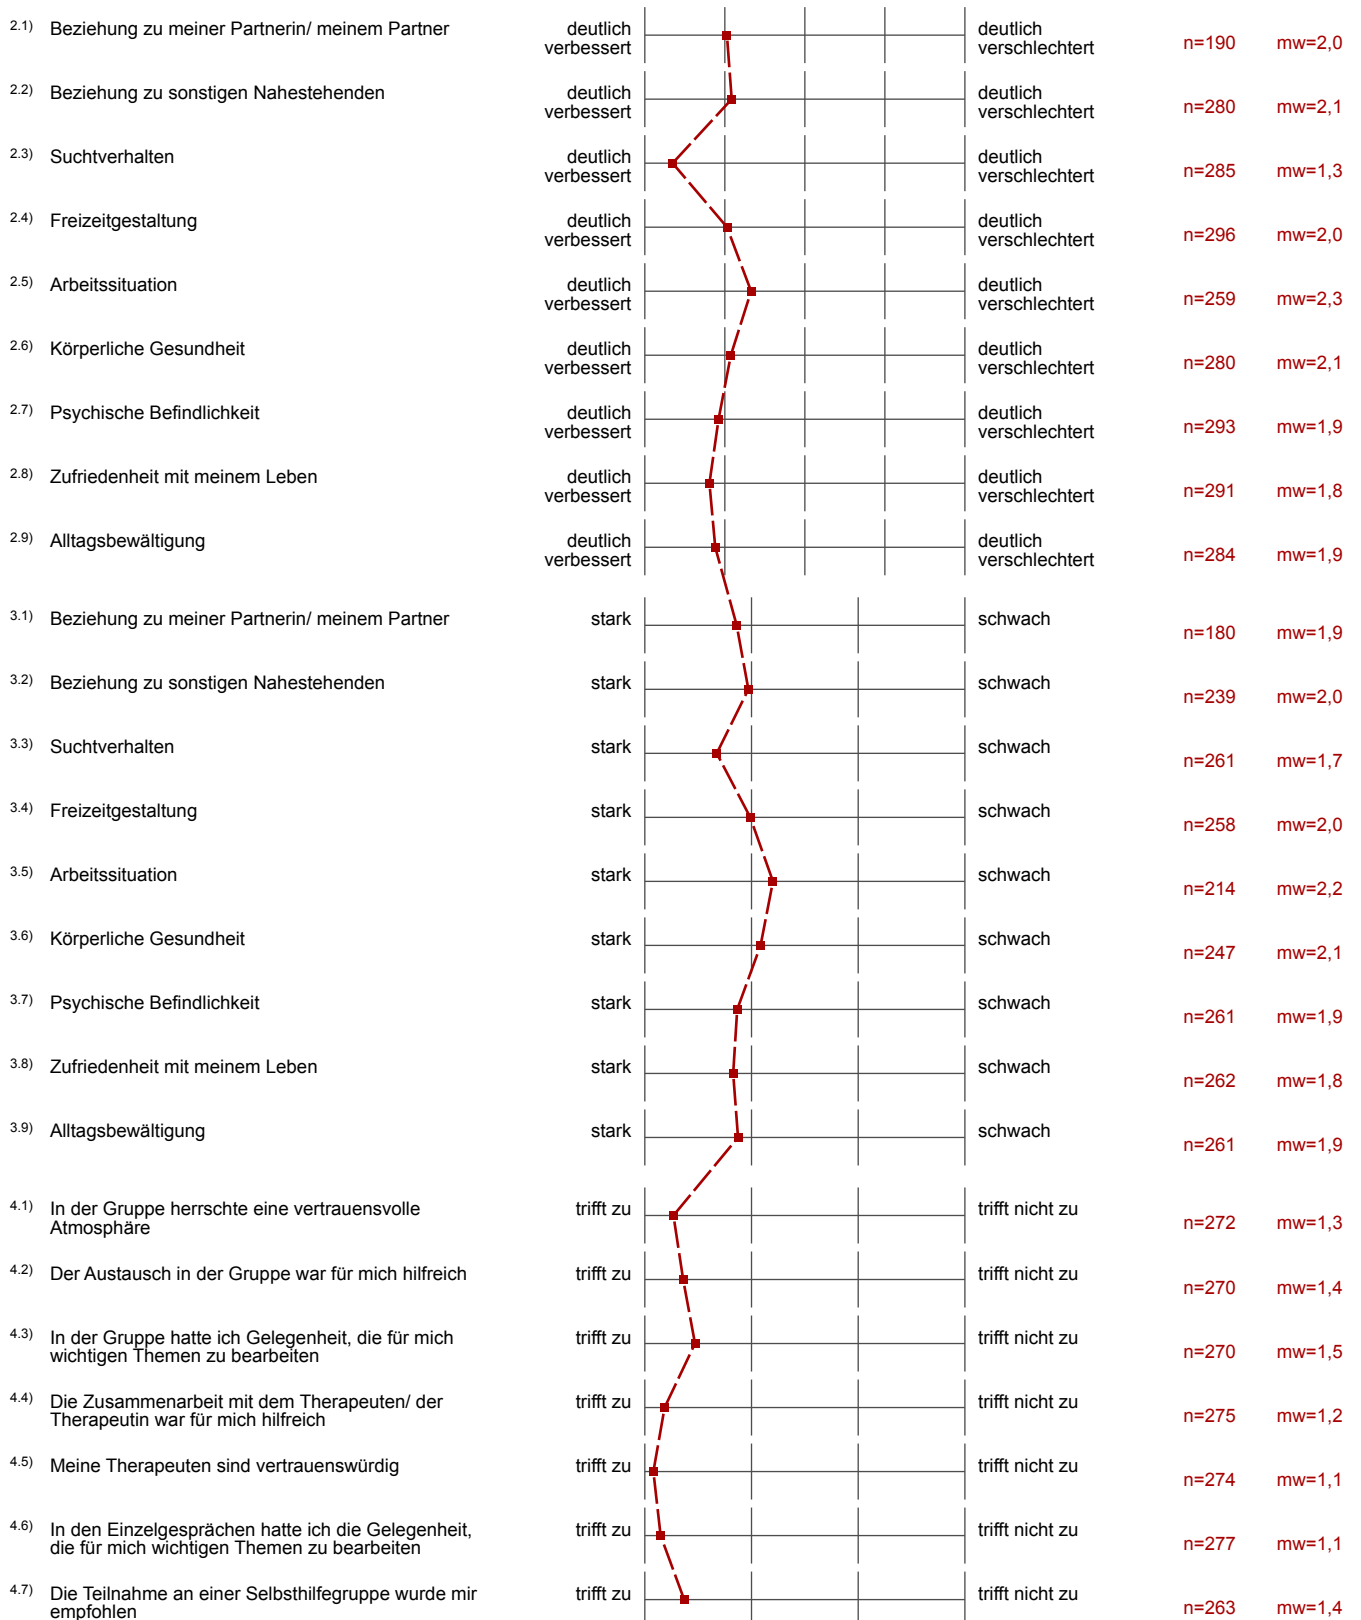 2.1) Beziehung zu meiner Partnerin/ meinem Partner deutlich verbessert deutlich verschlechtert n=190 mw=2,0
2.2) Beziehung zu sonstigen Nahestehenden deutlich verbessert deutlich verschlechtert n=280 mw=2,1
2.3) Suchtverhalten deutlich verbessert deutlich verschlechtert n=285 mw=1,3
2.4) Freizeitgestaltung deutlich verbessert deutlich verschlechtert n=296 mw=2,0
2.5) Arbeitssituation deutlich verbessert deutlich verschlechtert n=259 mw=2,3
2.6) Körperliche Gesundheit deutlich verbessert deutlich verschlechtert n=280 mw=2,1
2.7) Psychische Befindlichkeit deutlich verbessert deutlich verschlechtert n=293 mw=1,9
2.8) Zufriedenheit mit meinem Leben deutlich verbessert deutlich verschlechtert n=291 mw=1,8
2.9) Alltagsbewältigung deutlich verbessert deutlich verschlechtert n=284 mw=1,9
3.1) Beziehung zu meiner Partnerin/ meinem Partner stark schwach n=180 mw=1,9
3.2) Beziehung zu sonstigen Nahestehenden stark schwach n=239 mw=2,0
3.3) Suchtverhalten stark schwach n=261 mw=1,7
3.4) Freizeitgestaltung stark schwach n=258 mw=2,0
3.5) Arbeitssituation stark schwach n=214 mw=2,2
3.6) Körperliche Gesundheit stark schwach n=247 mw=2,1
3.7) Psychische Befindlichkeit stark schwach n=261 mw=1,9
3.8) Zufriedenheit mit meinem Leben stark schwach n=262 mw=1,8
3.9) Alltagsbewältigung stark schwach n=261 mw=1,9
4.1) In der Gruppe herrschte eine vertrauensvolle
Atmosphäre trifft zu trifft nicht zu n=272 mw=1,3
4.2) Der Austausch in der Gruppe war für mich hilfreich trifft zu trifft nicht zu n=270 mw=1,4
4.3) In der Gruppe hatte ich Gelegenheit, die für mich
wichtigen Themen zu bearbeiten trifft zu trifft nicht zu n=270 mw=1,5
4.4) Die Zusammenarbeit mit dem Therapeuten/ der
Therapeutin war für mich hilfreich trifft zu trifft nicht zu n=275 mw=1,2
4.5) Meine Therapeuten sind vertrauenswürdig trifft zu trifft nicht zu n=274 mw=1,1
4.6) In den Einzelgesprächen hatte ich die Gelegenheit,
die für mich wichtigen Themen zu bearbeiten trifft zu trifft nicht zu n=277 mw=1,1
4.7) Die Teilnahme an einer Selbsthilfegruppe wurde mir
empfohlen trifft zu trifft nicht zu n=263 mw=1,4